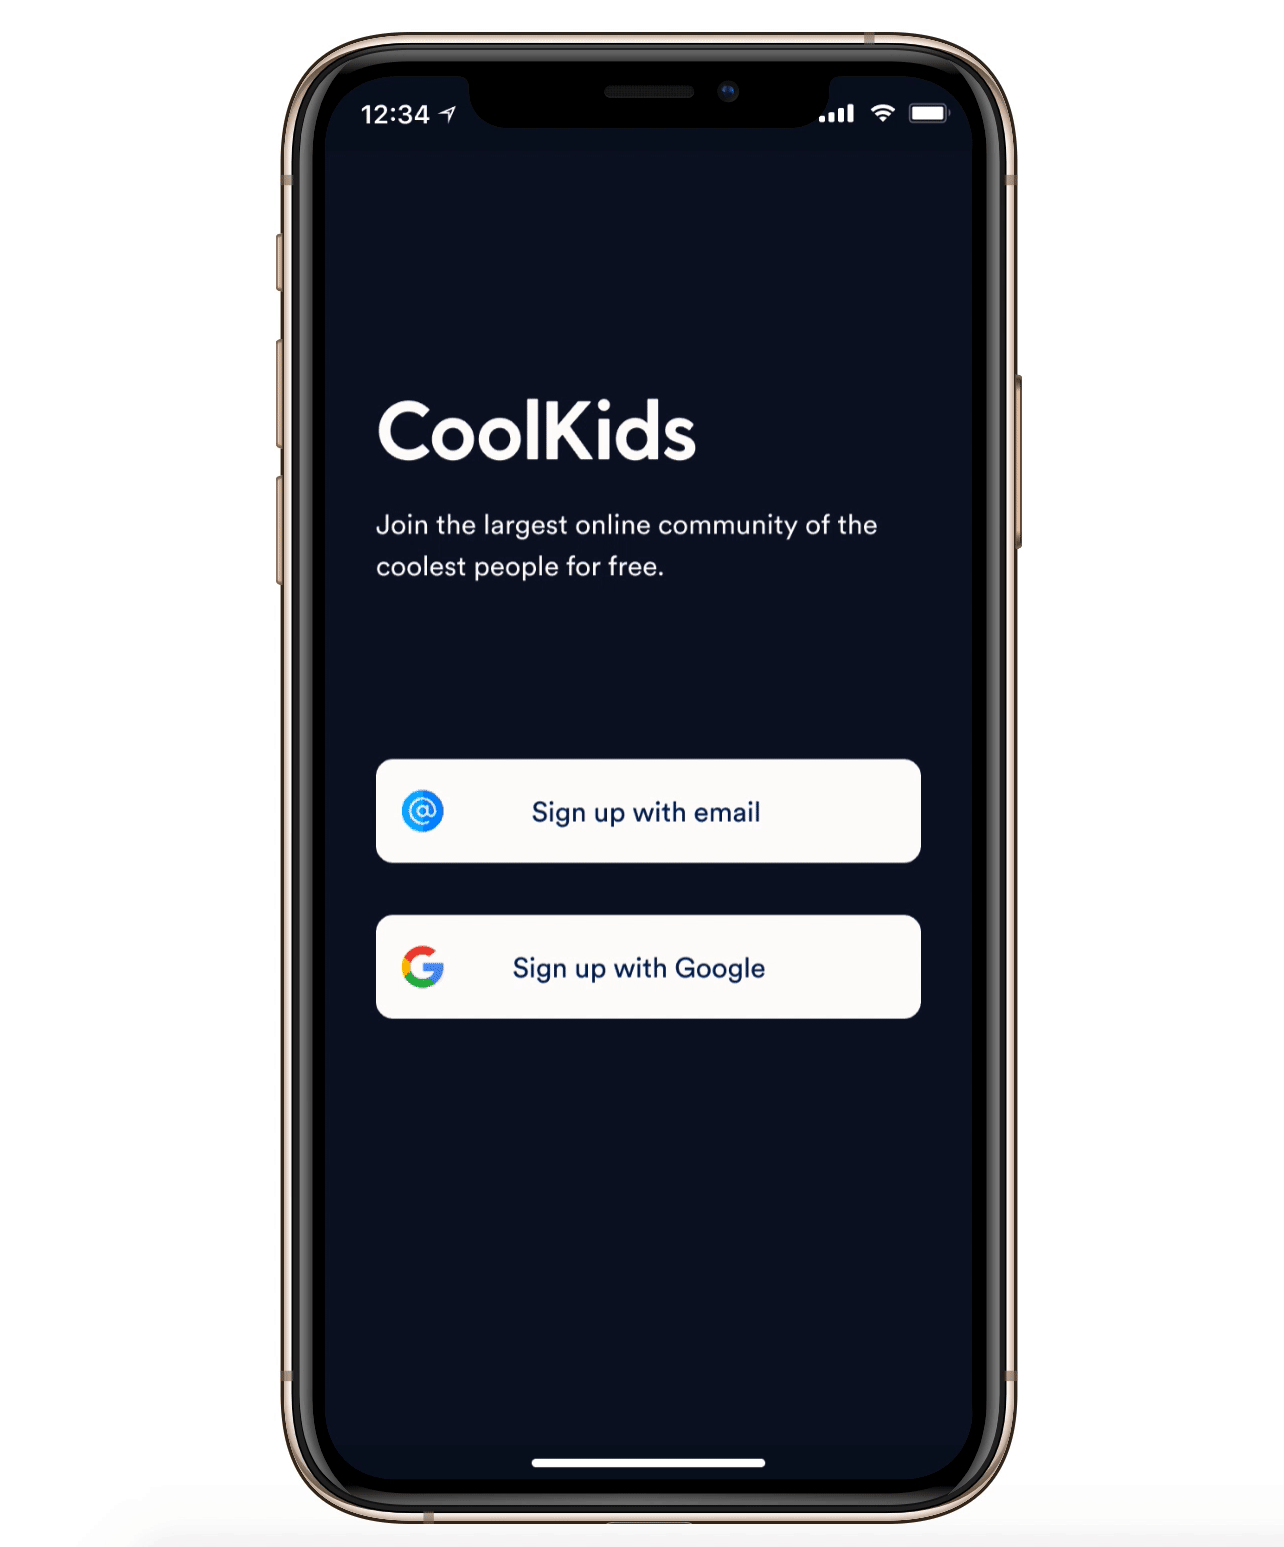 12:34
CoolKids
Join the largest online community of the
coolest people for free.
@ Sign up with email
G Sign up with Google